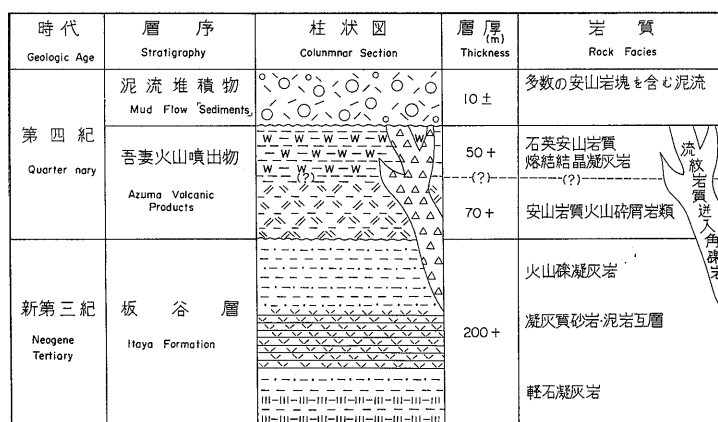 時代
Geologic Age
層序
Stratigraphy
柱状図
Colunmnar Section
層厚
(m)
Thickness
岩質
Rock Facies
第四紀
Quarter nary
泥流堆積物
Mud Flow 「Sediments」
10±
多数の安山岩塊を含む泥流
吾妻火山噴出物
Azuma Volcanic
Products
W W W W W
W W W
W W W W
(?)
50+
(?)
70+
石英安山岩質
熔結結晶凝灰岩
(?)
安山岩質火山砕屑岩類
流紋岩質迸入角礫岩
新第三紀
Neogene
Tertiary
板谷層
Itaya Formation
200+
火山礫凝灰岩
凝灰質砂岩·泥岩互層
軽石凝灰岩